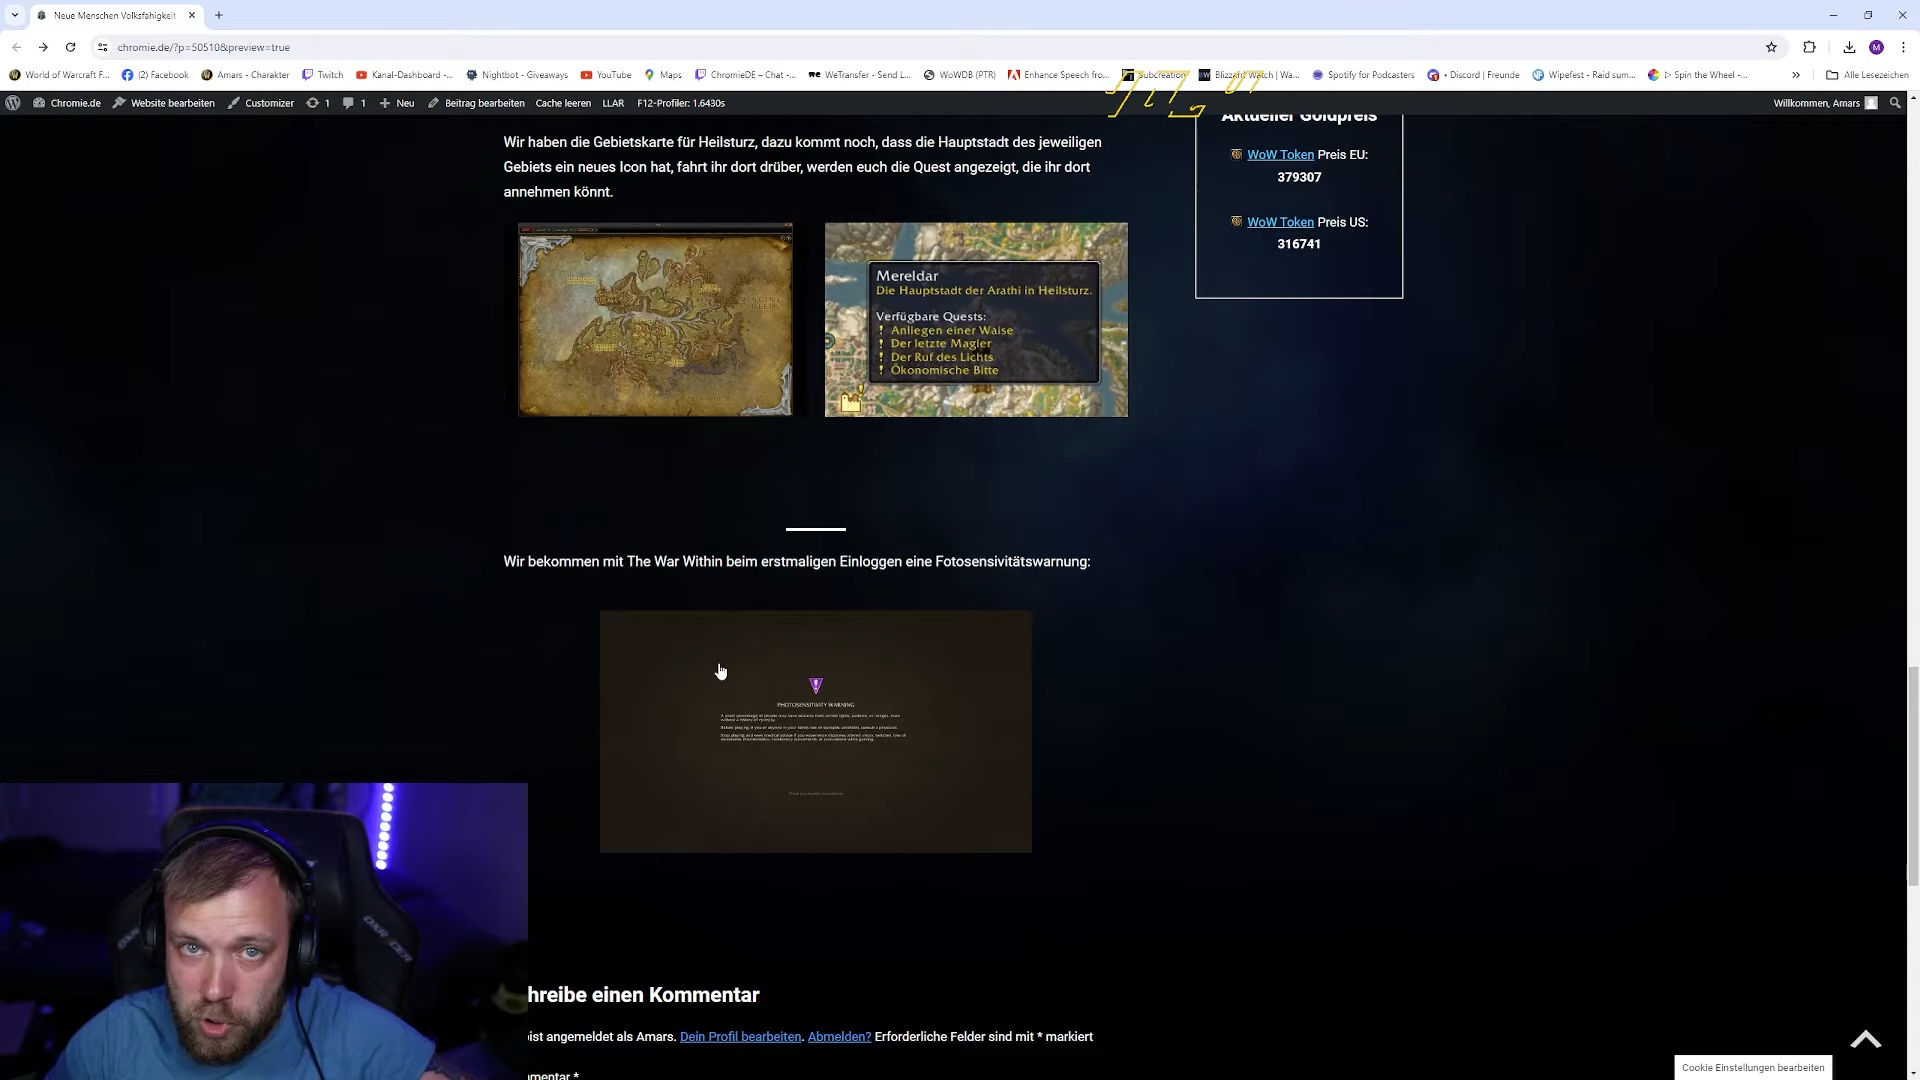 Neue Menschen Volksfähigkeit
chromie.de/?p=50510&preview=true
World of Warcraft F...
(2) Facebook
Amars - Charakter
Twitch
Kanal-Dashboard -...
Nightbot - Giveaways
YouTube
Maps
ChromieDE – Chat -...
WeTransfer - Send L...
WoWDB (PTR)
Enhance Speech fro...
Subcreation
Blizzard Watch | Wa...
Spotify for Podcasters
• Discord | Freunde
Wipefest - Raid sum...
Spin the Wheel -...
»
Alle Lesezeichen
Chromie.de
Website bearbeiten
Customizer
1
1
Neu
Beitrag bearbeiten
Cache leeren
LLAR
F12-Profiler: 1.6430s
Willkommen, Amars
Wir haben die Gebietskarte für Heilsturz, dazu kommt noch, dass die Hauptstadt des jeweiligen
Gebiets ein neues Icon hat, fahrt ihr dort drüber, werden euch die Quest angezeigt, die ihr dort
annehmen könnt.
Aktueller Goldpreis
WoW Token Preis EU:
379307
WoW Token Preis US:
316741
Mereldar
Die Hauptstadt der Arathi in Heilsturz.
Verfügbare Quests:
! Anliegen einer Waise
! Der letzte Magier
! Der Ruf des Lichts
! Ökonomische Bitte
Wir bekommen mit The War Within beim erstmaligen Einloggen eine Fotosensivitätswarnung:
PHOTOSENSITIVITY WARNING
hreibe einen Kommentar
ist angemeldet als Amars. Dein Profil bearbeiten. Abmelden? Erforderliche Felder sind mit * markiert
mentar *
Cookie Einstellungen bearbeiten